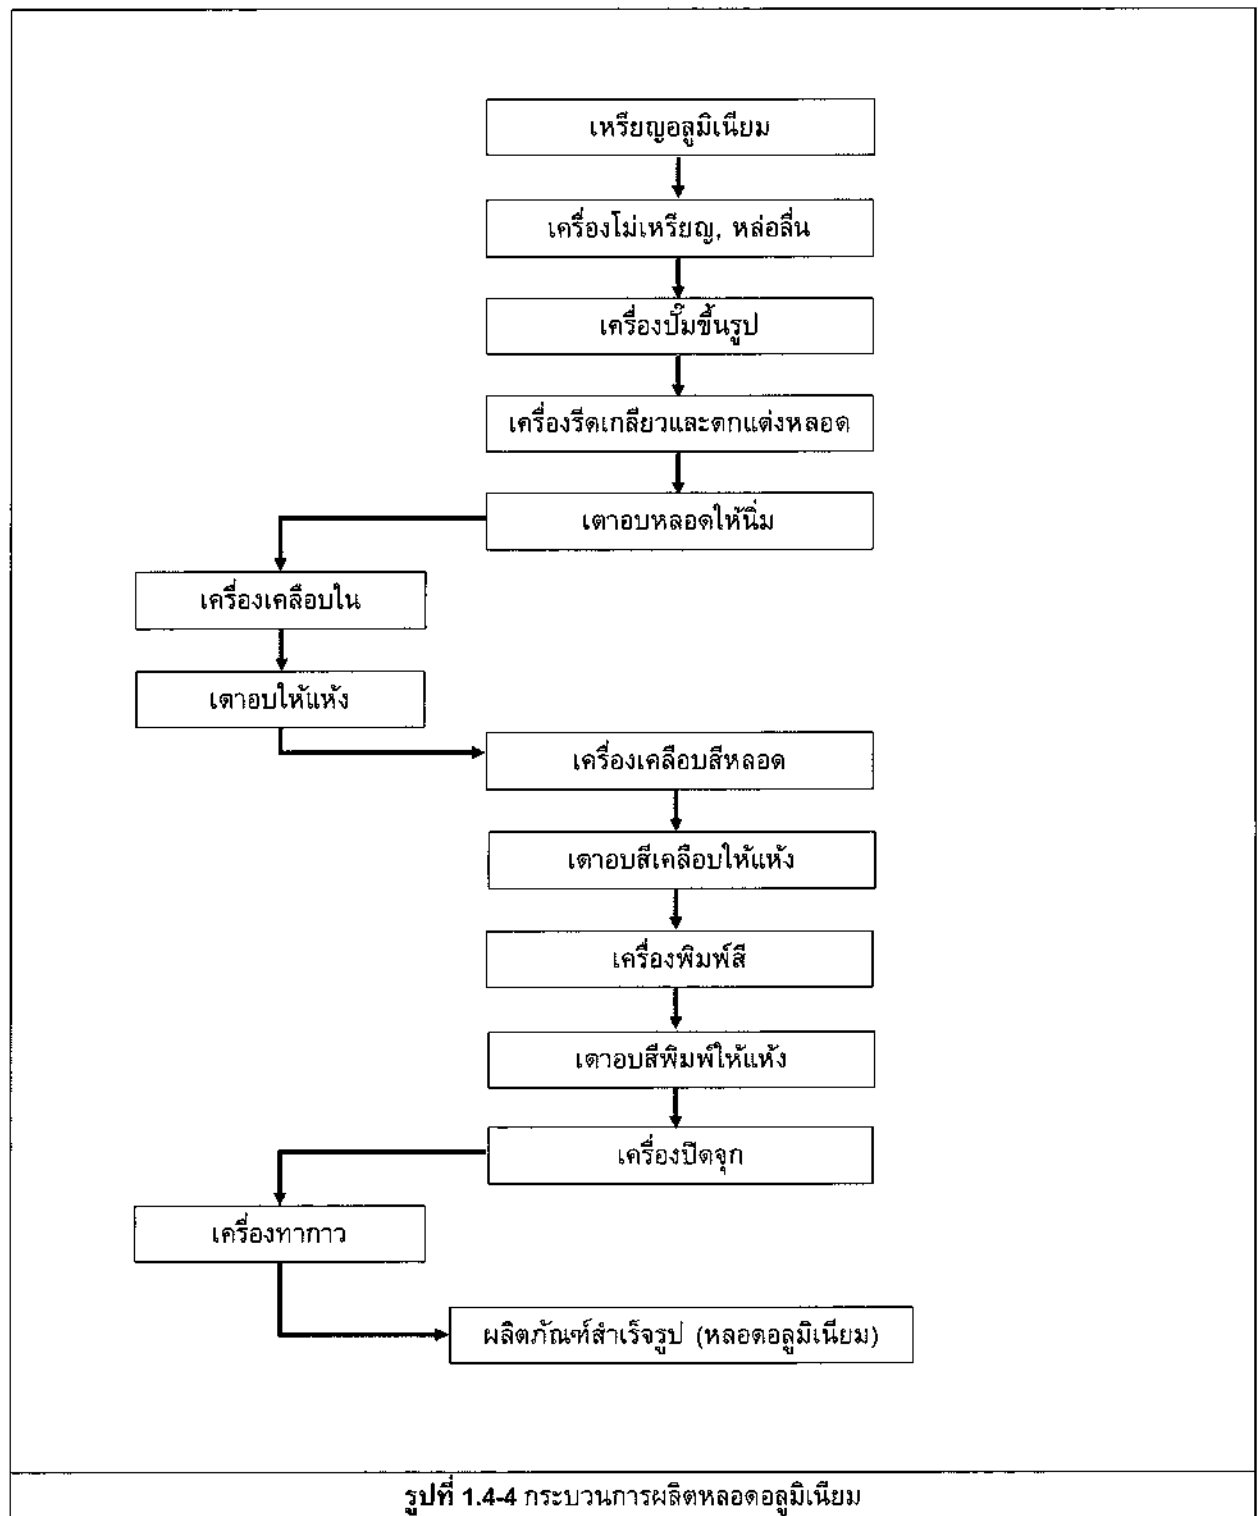 เหรียญอลูมิเนียม
เครื่องโม่เหรียญ, หล่อลื่น
เครื่องปั๊มขึ้นรูป
เครื่องรีดเกลียวและตกแต่งหลอด
เตาอบหลอดให้นิ่ม
เครื่องเคลือบใน
เตาอบให้แห้ง
เครื่องเคลือบสีหลอด
เตาอบสีเคลือบให้แห้ง
เครื่องพิมพ์สี
เตาอบสีพิมพ์ให้แห้ง
เครื่องปิดจุก
เครื่องทากาว
ผลิตภัณฑ์สำเร็จรูป (หลอดอลูมิเนียม)
รูปที่ 1.4-4 กระบวนการผลิตหลอดอลูมิเนียม